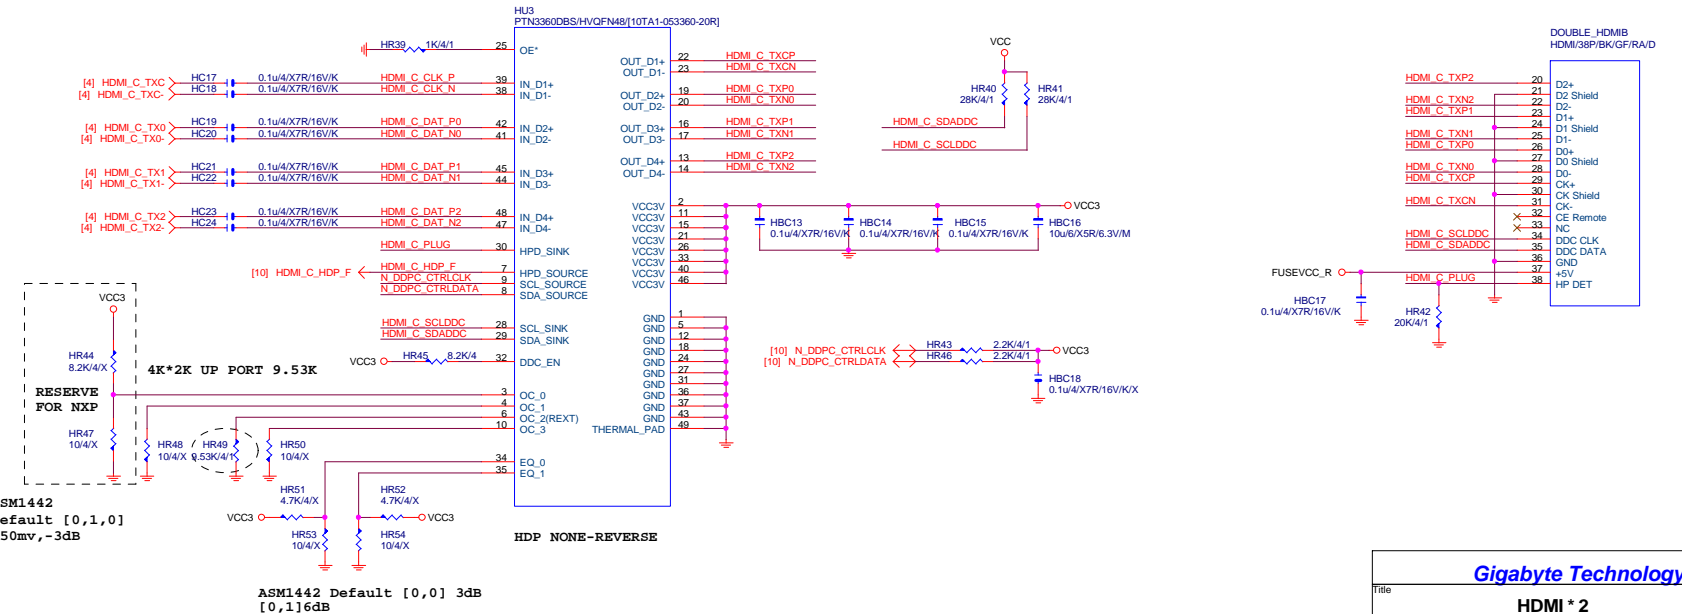 HU3
PTN3360DBS/HVQFN48/[10TA1-053360-20R]
HR39 1K/4/1 25 OE*
[4] HDMI_C_TXC HC17 0.1u/4/X7R/16V/K HDMI_C_CLK_P 39 IN_D1+
[4] HDMI_C_TXC- HC18 0.1u/4/X7R/16V/K HDMI_C_CLK_N 38 IN_D1-
[4] HDMI_C_TX0 HC19 0.1u/4/X7R/16V/K HDMI_C_DAT_P0 42 IN_D2+
[4] HDMI_C_TX0- HC20 0.1u/4/X7R/16V/K HDMI_C_DAT_N0 41 IN_D2-
[4] HDMI_C_TX1 HC21 0.1u/4/X7R/16V/K HDMI_C_DAT_P1 45 IN_D3+
[4] HDMI_C_TX1- HC22 0.1u/4/X7R/16V/K HDMI_C_DAT_N1 44 IN_D3-
[4] HDMI_C_TX2 HC23 0.1u/4/X7R/16V/K HDMI_C_DAT_P2 48 IN_D4+
[4] HDMI_C_TX2- HC24 0.1u/4/X7R/16V/K HDMI_C_DAT_N2 47 IN_D4-
HDMI_C_PLUG 30 HPD_SINK
[10] HDMI_C_HDP_F HDMI_C_HDP_F 7 HPD_SOURCE
N_DDPC_CTRLCLK 9 SCL_SOURCE
N_DDPC_CTRLDATA 8 SDA_SOURCE
HDMI_C_SCLDDC 28 SCL_SINK
HDMI_C_SDADDC 29 SDA_SINK
VCC3 HR45 8.2K/4 32 DDC_EN
3 OC_0
4 OC_1
6 OC_2(REXT)
10 OC_3
34 EQ_0
35 EQ_1
VCC3
HR44
8.2K/4/X
4K*2K UP PORT 9.53K
RESERVE
FOR NXP
HR47
10/4/X
HR48
10/4/X
HR49
9.53K/4/1
HR50
10/4/X
SM1442
efault [0,1,0]
50mv,-3dB
HR51
4.7K/4/X
HR52
4.7K/4/X
VCC3
VCC3
HR53
10/4/X
HR54
10/4/X
ASM1442 Default [0,0] 3dB
[0,1]6dB
HDP NONE-REVERSE
OUT_D1+ 22 HDMI_C_TXCP
OUT_D1- 23 HDMI_C_TXCN
OUT_D2+ 19 HDMI_C_TXP0
OUT_D2- 20 HDMI_C_TXN0
OUT_D3+ 16 HDMI_C_TXP1
OUT_D3- 17 HDMI_C_TXN1
OUT_D4+ 13 HDMI_C_TXP2
OUT_D4- 14 HDMI_C_TXN2
VCC3V 2
VCC3V 11
VCC3V 15
VCC3V 21
VCC3V 26
VCC3V 33
VCC3V 40
VCC3V 46
GND 1
GND 5
GND 12
GND 18
GND 24
GND 27
GND 31
GND 36
GND 37
GND 43
THERMAL_PAD 49
VCC
HR40
28K/4/1
HR41
28K/4/1
HDMI_C_SDADDC
HDMI_C_SCLDDC
VCC3
HBC13
0.1u/4/X7R/16V/K
HBC14
0.1u/4/X7R/16V/K
HBC15
0.1u/4/X7R/16V/K
HBC16
10u/6/X5R/6.3V/M
[10] N_DDPC_CTRLCLK HR43 2.2K/4/1 VCC3
[10] N_DDPC_CTRLDATA HR46 2.2K/4/1
HBC18
0.1u/4/X7R/16V/K/X
DOUBLE_HDMIB
HDMI/38P/BK/GF/RA/D
HDMI_C_TXP2 20 D2+
21 D2 Shield
HDMI_C_TXN2 22 D2-
HDMI_C_TXP1 23 D1+
24 D1 Shield
HDMI_C_TXN1 25 D1-
HDMI_C_TXP0 26 D0+
27 D0 Shield
HDMI_C_TXN0 28 D0-
HDMI_C_TXCP 29 CK+
30 CK Shield
HDMI_C_TXCN 31 CK-
32 CE Remote
33 NC
HDMI_C_SCLDDC 34 DDC CLK
HDMI_C_SDADDC 35 DDC DATA
36 GND
FUSEVCC_R 37 +5V
HDMI_C_PLUG 38 HP DET
HBC17
0.1u/4/X7R/16V/K
HR42
20K/4/1
Gigabyte Technology
Title
HDMI * 2